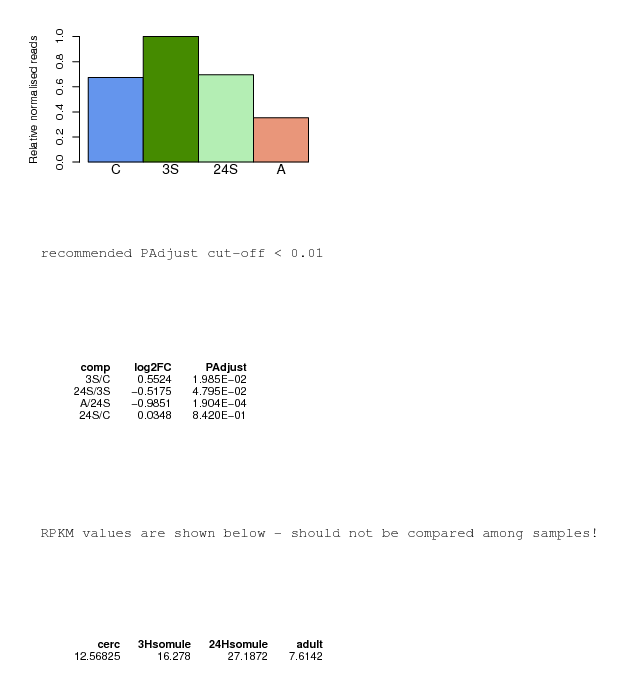 Relative normalised reads
1.0
0.8
0.6
0.4
0.2
0.0
C 3S 24S A
recommended PAdjust cut-off < 0.01
comp log2FC PAdjust
3S/C 0.5524 1.985E−02
24S/3S −0.5175 4.795E−02
A/24S −0.9851 1.904E−04
24S/C 0.0348 8.420E−01
RPKM values are shown below - should not be compared among samples!
cerc 3Hsomule 24Hsomule adult
12.56825 16.278 27.1872 7.6142